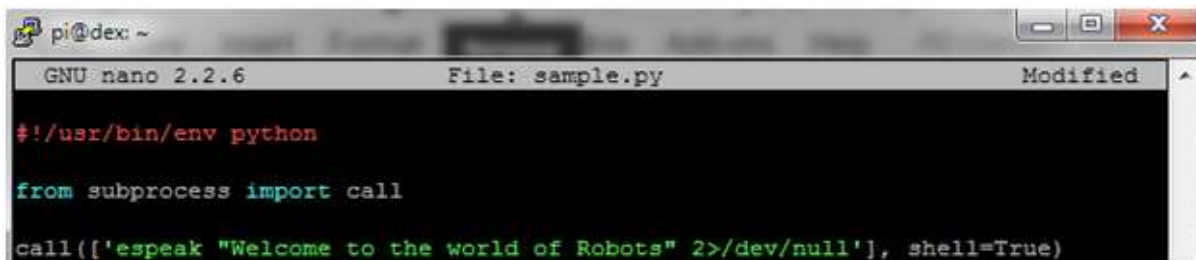 pi@dex: ~
GNU nano 2.2.6 File: sample.py Modified
#!/usr/bin/env python
from subprocess import call
call(['espeak "Welcome to the world of Robots" 2>/dev/null'], shell=True)